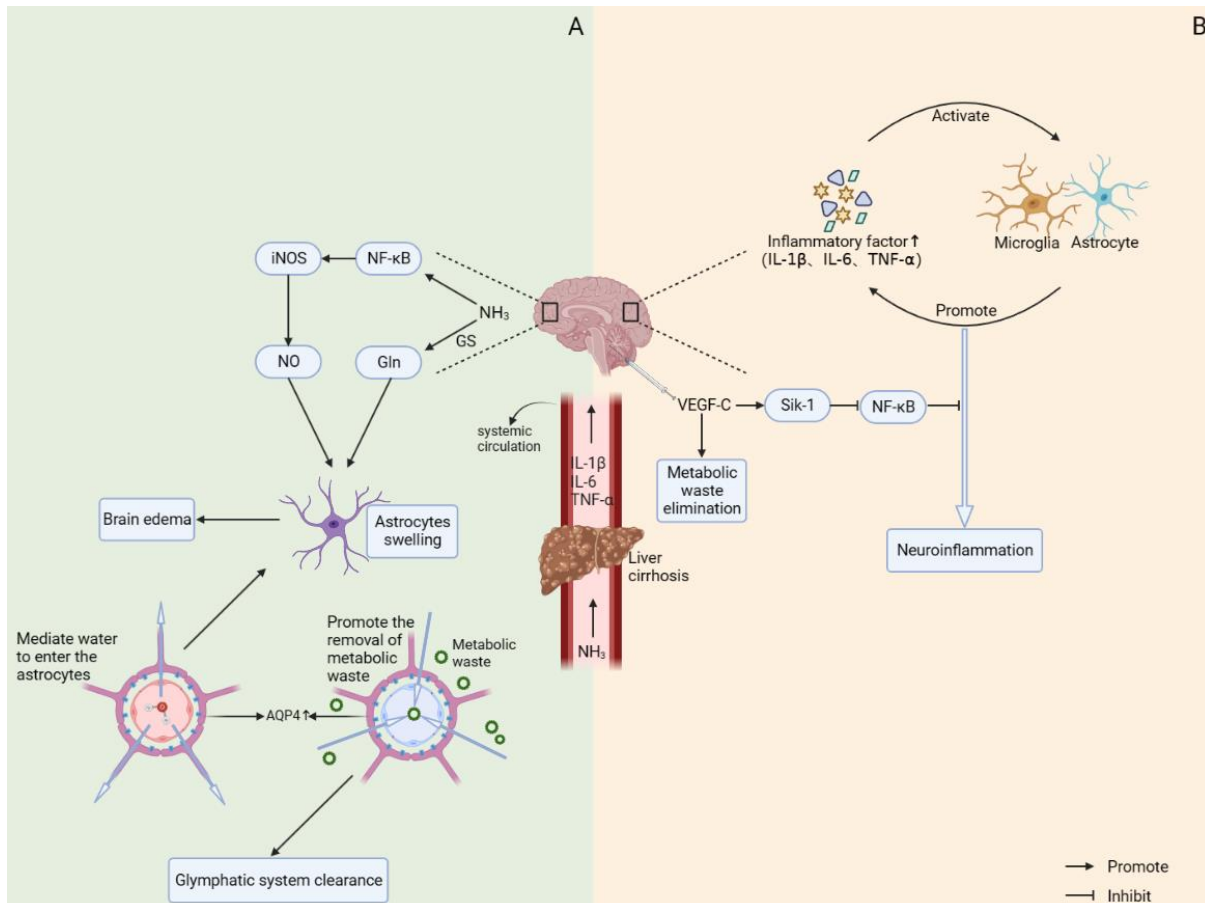 A
B
Activate
Microglia
Astrocyte
Inflammatory factor↑
(IL-1β、IL-6、TNF-α)
Promote
iNOS
NF-κB
NH₃
GS
NO
Gln
VEGF-C
Sik-1
NF-κB
systemic
circulation
IL-1β
IL-6
TNF-α
Metabolic
waste
elimination
Neuroinflammation
Brain edema
Astrocytes
swelling
Liver
cirrhosis
NH₃
Mediate water
to enter the
astrocytes
Promote the
removal of
metabolic
waste
Metabolic
waste
AQP4↑
Glymphatic system clearance
Promote
Inhibit